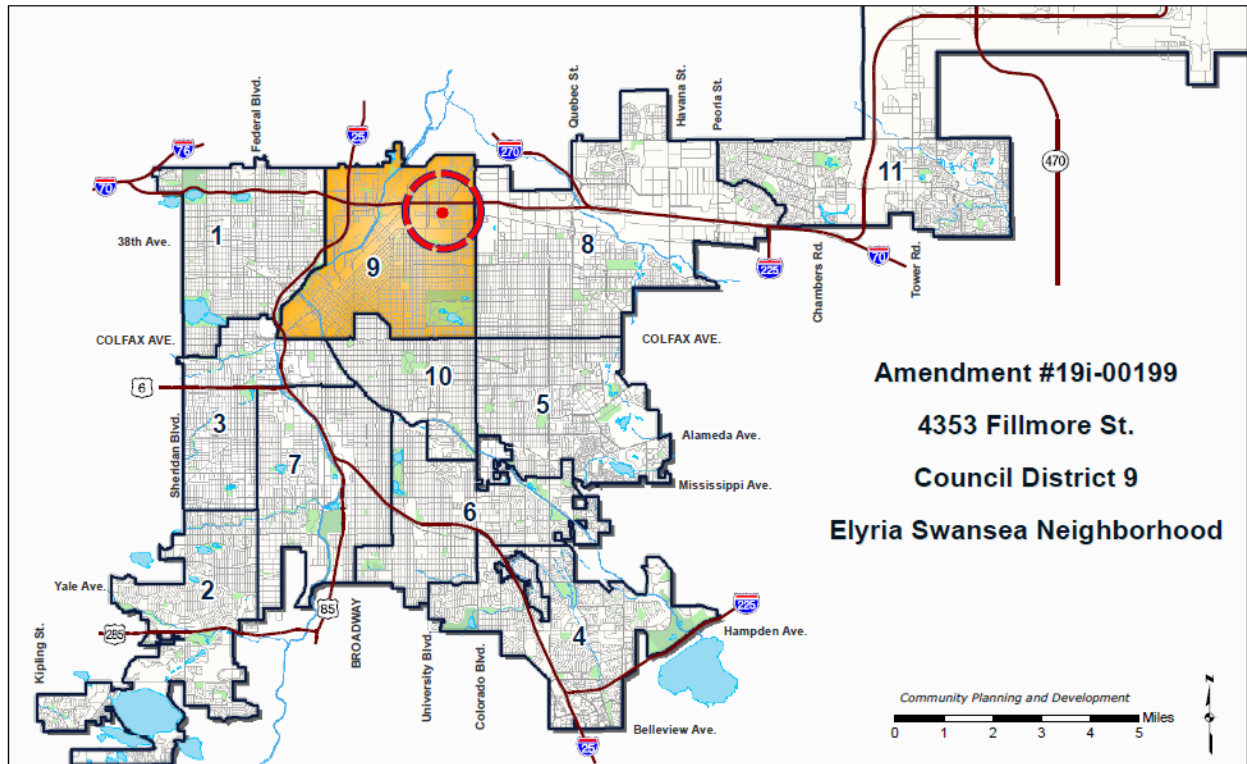 Federal Blvd.
Quebec St.
Havana St.
Peoria St.
76
25
270
70
470
11
38th Ave.
1
9
8
225
70
Chambers Rd.
Tower Rd.
COLFAX AVE.
COLFAX AVE.
6
10
5
3
Sheridan Blvd.
7
Alameda Ave.
Mississippi Ave.
6
Yale Ave.
2
85
285
BROADWAY
University Blvd.
Colorado Blvd.
4
225
Hampden Ave.
Kipling St.
Belleview Ave.
25
Amendment #19i-00199
4353 Fillmore St.
Council District 9
Elyria Swansea Neighborhood
Community Planning and Development
Miles
0 1 2 3 4 5
N